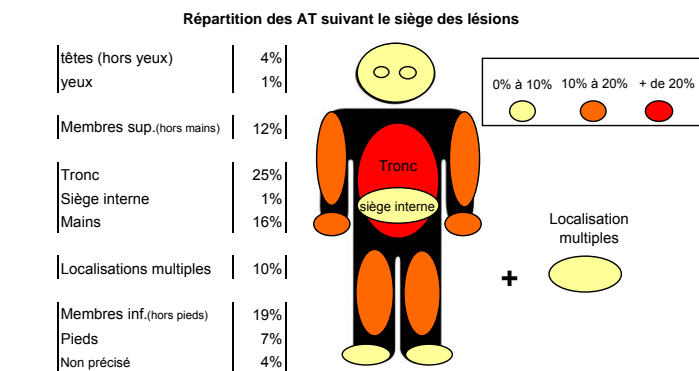 Répartition des AT suivant le siège des lésions
têtes (hors yeux) 4%
yeux 1%
Membres sup.(hors mains) 12%
Tronc 25%
Siège interne 1%
Mains 16%
Localisations multiples 10%
Membres inf.(hors pieds) 19%
Pieds 7%
Non précisé 4%
Tronc
siège interne
0% à 10% 10% à 20% + de 20%
Localisation
multiples
+